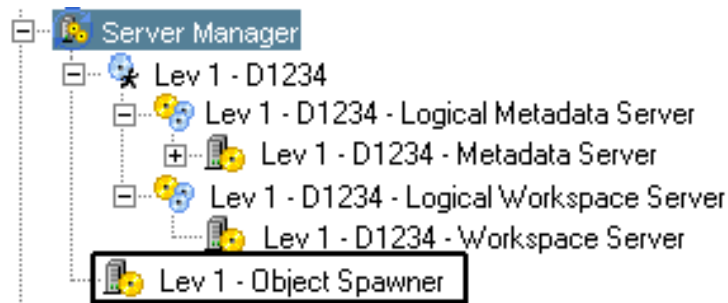 Server Manager
Lev 1 - D1234
Lev 1 - D1234 - Logical Metadata Server
Lev 1 - D1234 - Metadata Server
Lev 1 - D1234 - Logical Workspace Server
Lev 1 - D1234 - Workspace Server
Lev 1 - Object Spawner